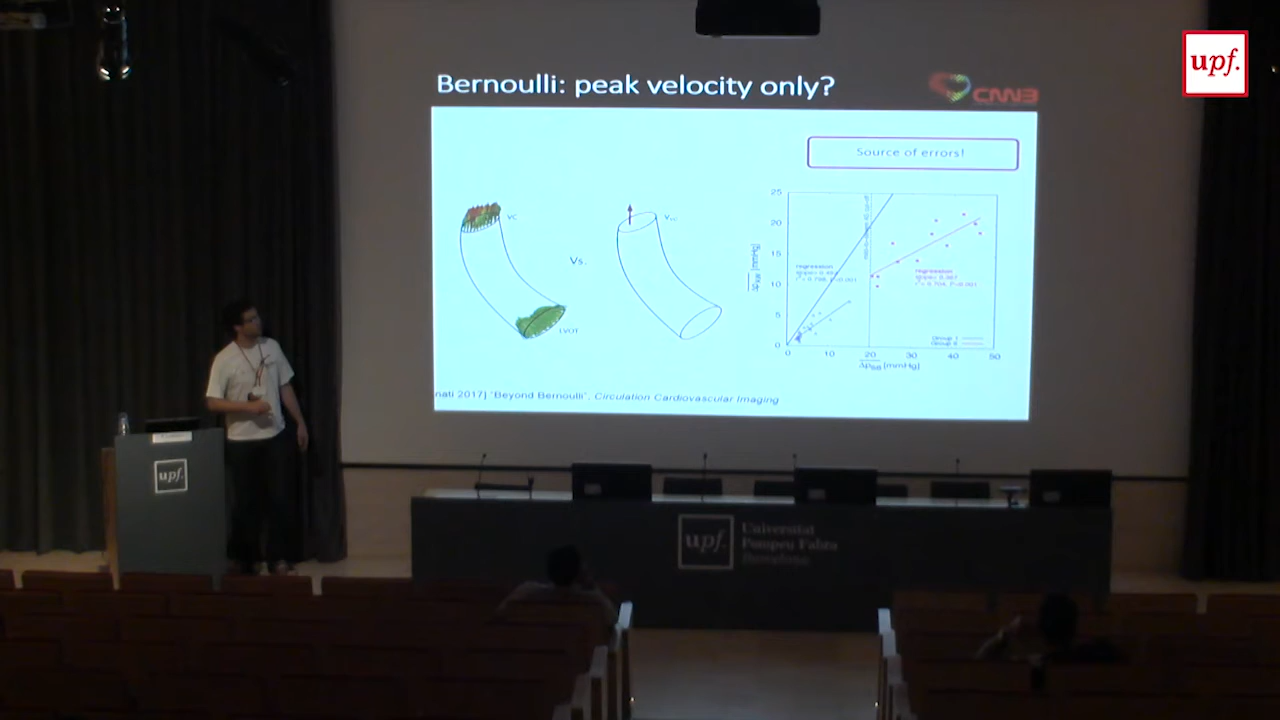 upf.
Bernoulli: peak velocity only?
Source of errors!
VC
Vs.
LVOT
25
20
15
10
5
0
0 10 20 30 40 50
regression
regression
Group 1
[mmHg]
nati 2017] "Beyond Bernoulli", Circulation Cardiovascular Imaging
upf.
upf.
Universitat
Pompeu Fabra
Barcelona